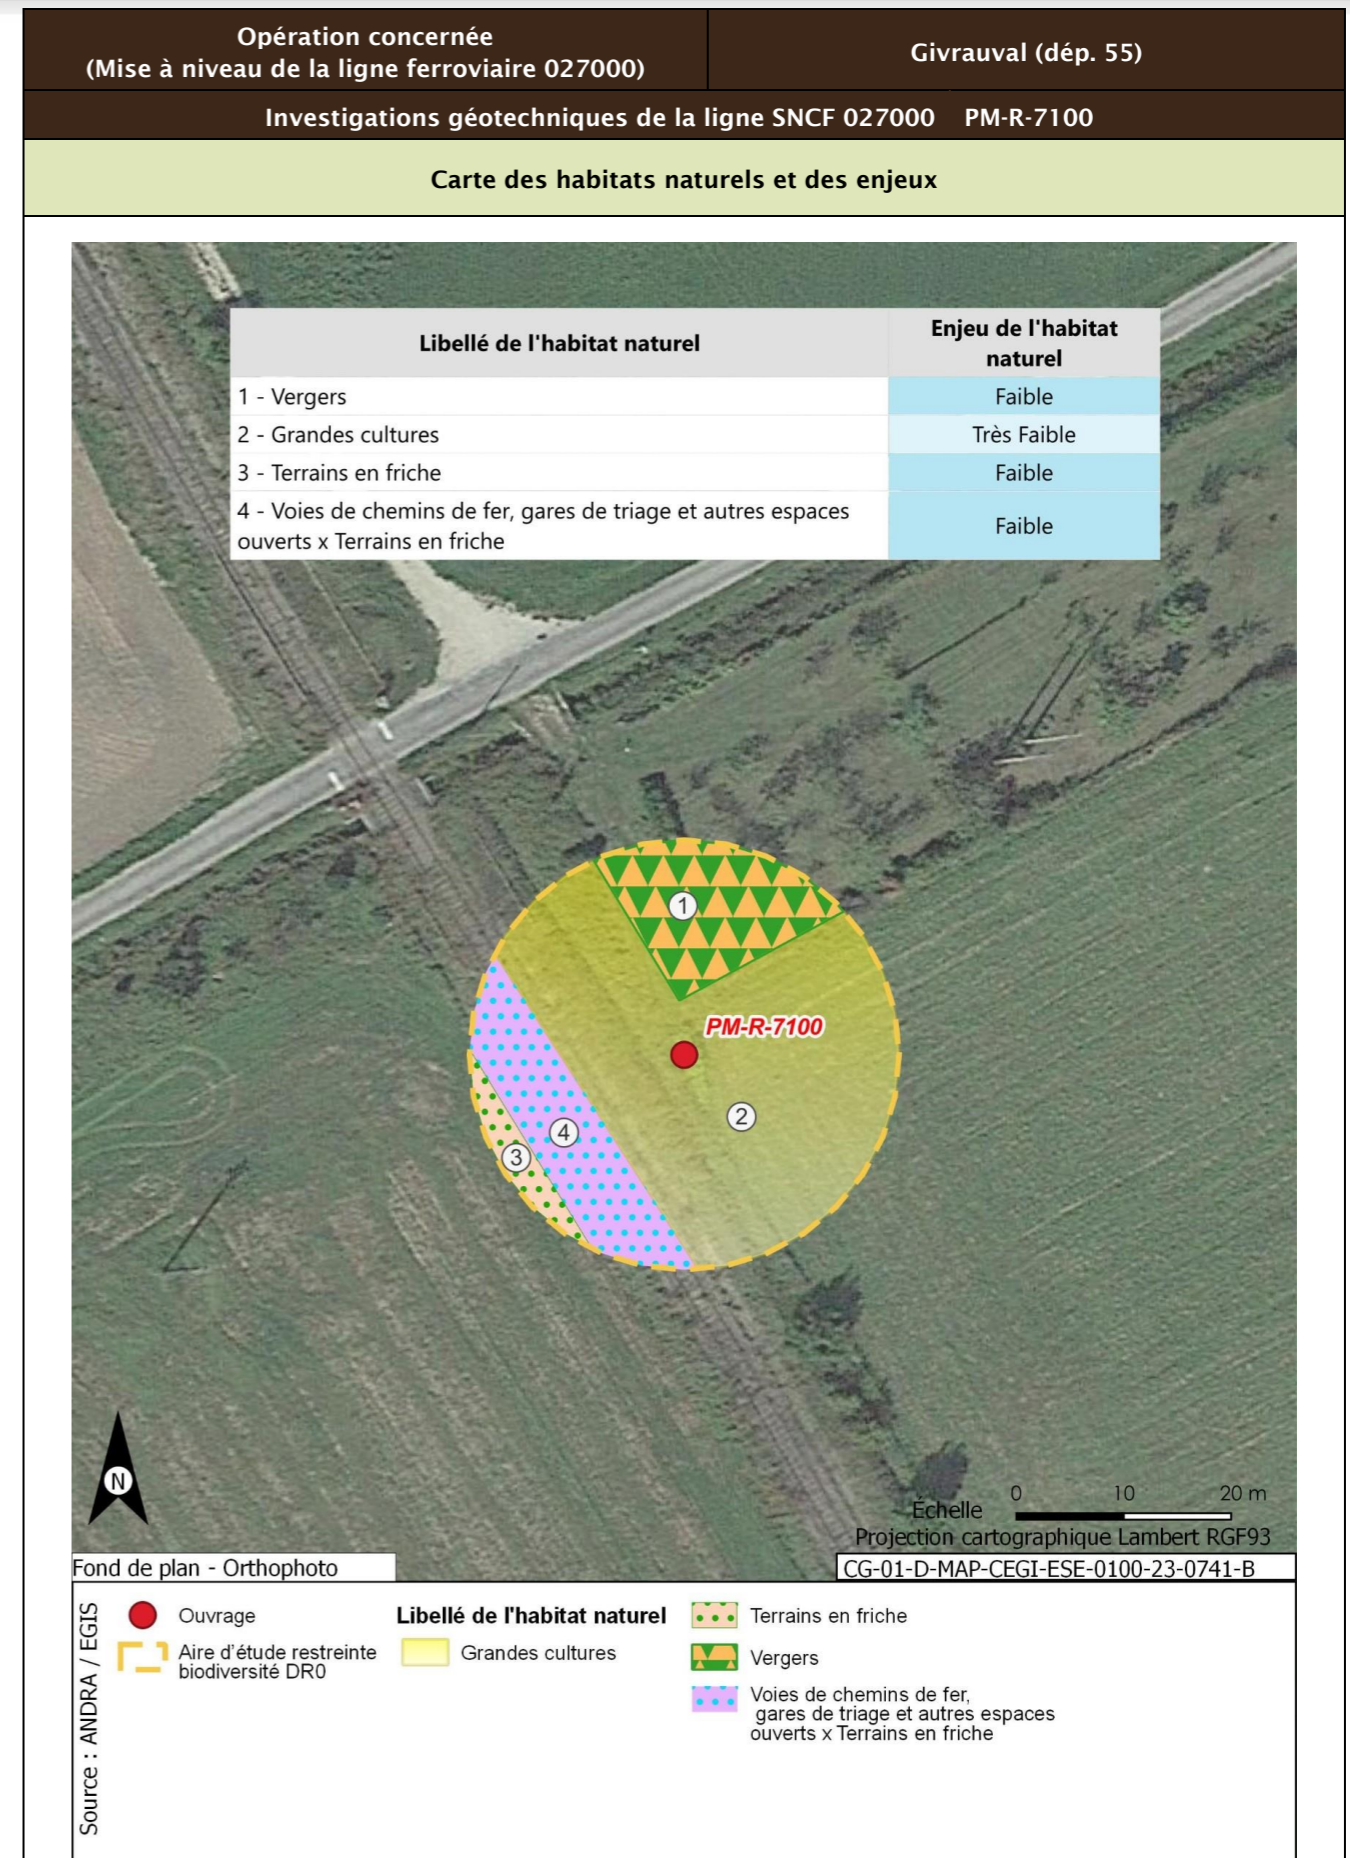 Opération concernée
(Mise à niveau de la ligne ferroviaire 027000)
Givrauval (dép. 55)
Investigations géotechniques de la ligne SNCF 027000 PM-R-7100
Carte des habitats naturels et des enjeux
Libellé de l'habitat naturel
Enjeu de l'habitat
naturel
1 - Vergers
Faible
2 - Grandes cultures
Très Faible
3 - Terrains en friche
Faible
4 - Voies de chemins de fer, gares de triage et autres espaces
ouverts x Terrains en friche
Faible
1
PM-R-7100
2
4
3
N
Échelle
0 10 20 m
Projection cartographique Lambert RGF93
Fond de plan - Orthophoto
CG-01-D-MAP-CEGI-ESE-0100-23-0741-B
Source : ANDRA / EGIS
Ouvrage
Aire d'étude restreinte
biodiversité DR0
Libellé de l'habitat naturel
Grandes cultures
Terrains en friche
Vergers
Voies de chemins de fer,
gares de triage et autres espaces
ouverts x Terrains en friche